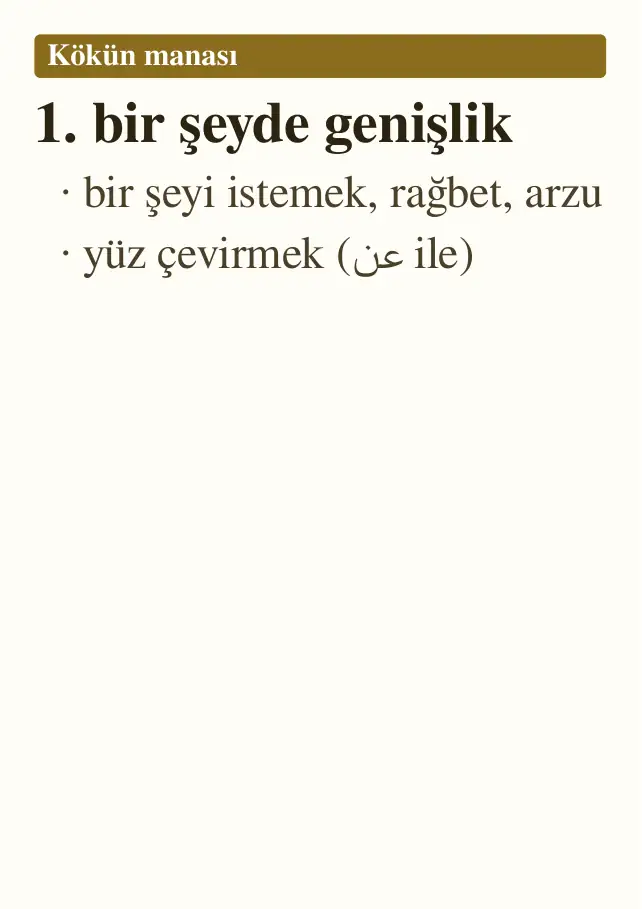 Kökün manası
1. bir şeyde genişlik
· bir şeyi istemek, rağbet, arzu
· yüz çevirmek (عن ile)